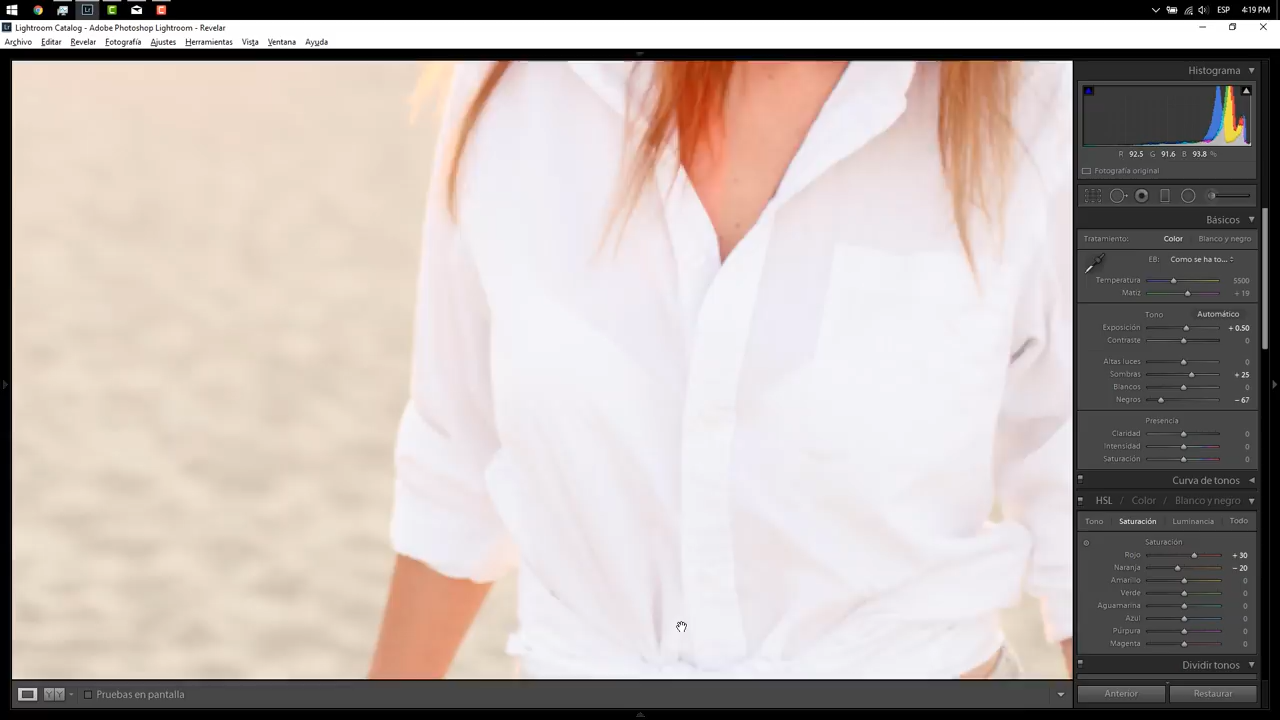 ESP 4:19 PM
Lightroom Catalog - Adobe Photoshop Lightroom - Revelar
Archivo Editar Revelar Fotografía Ajustes Herramientas Vista Ventana Ayuda
Histograma
R 92.5 G 91.6 B 93.8 %
Fotografía original
Básicos
Tratamiento: Color Blanco y negro
EB: Como se ha to...
Temperatura 5500
Matiz + 19
Tono Automático
Exposición + 0.50
Contraste 0
Altas luces 0
Sombras + 25
Blancos 0
Negros – 67
Presencia
Claridad 0
Intensidad 0
Saturación 0
Curva de tonos
HSL / Color / Blanco y negro
Tono Saturación Luminancia Todo
Saturación
Rojo + 30
Naranja – 20
Amarillo 0
Verde 0
Aguamarina 0
Azul 0
Púrpura 0
Magenta 0
Dividir tonos
YY Pruebas en pantalla
Anterior Restaurar